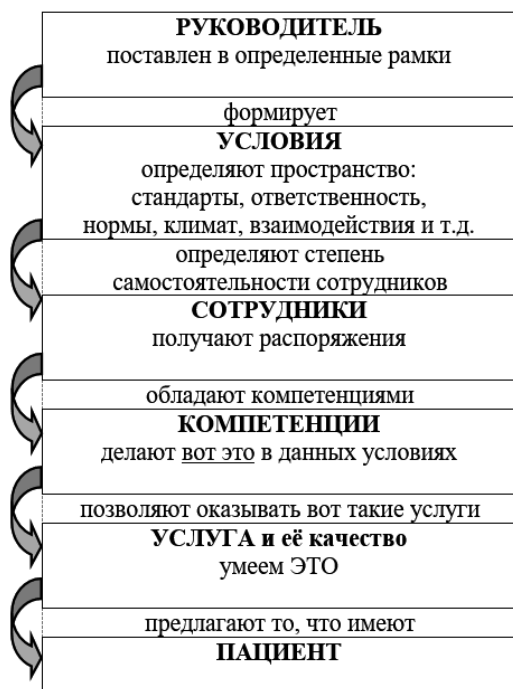 РУКОВОДИТЕЛЬ
поставлен в определенные рамки
формирует
УСЛОВИЯ
определяют пространство:
стандарты, ответственность,
нормы, климат, взаимодействия и т.д.
определяют степень
самостоятельности сотрудников
СОТРУДНИКИ
получают распоряжения
обладают компетенциями
КОМПЕТЕНЦИИ
делают вот это в данных условиях
позволяют оказывать вот такие услуги
УСЛУГА и её качество
умеем ЭТО
предлагают то, что имеют
ПАЦИЕНТ